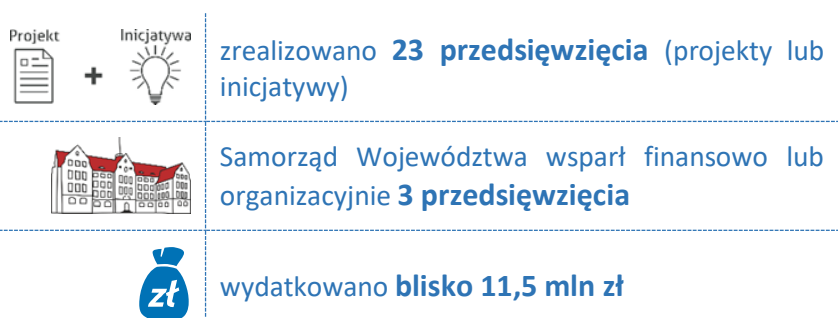 Projekt
Inicjatywa
+
zrealizowano 23 przedsięwzięcia (projekty lub
inicjatywy)
Samorząd Województwa wsparł finansowo lub
organizacyjnie 3 przedsięwzięcia
zł
wydatkowano blisko 11,5 mln zł